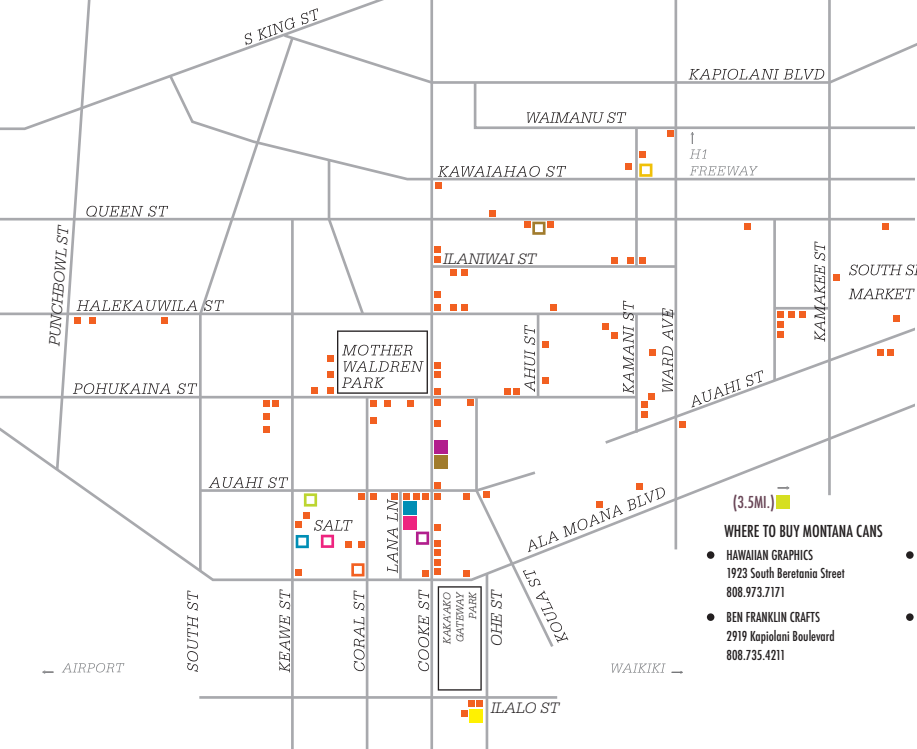 S KING ST
KAPIOLANI BLVD
WAIMANU ST
H1
FREEWAY
KAWAIAHAO ST
QUEEN ST
PUNCHBOWL ST
ILANIWAI ST
KAMAKEE ST
SOUTH
MARKET
HALEKAUWILA ST
MOTHER
WALDREN
PARK
AHUI ST
KAMANI ST
WARD AVE
POHUKAINA ST
AUAHI ST
AUAHI ST
SALT
LANA LN
ALA MOANA BLVD
(3.5MI.)
WHERE TO BUY MONTANA CANS
● HAWAIIAN GRAPHICS
1923 South Beretania Street
808.973.7171
● BEN FRANKLIN CRAFTS
2919 Kapiolani Boulevard
808.735.4211
SOUTH ST
KEAWE ST
CORAL ST
COOKE ST
KAKA'AKO
GATEWAY
PARK
OHE ST
KOULA ST
← AIRPORT
WAIKIKI →
ILALO ST